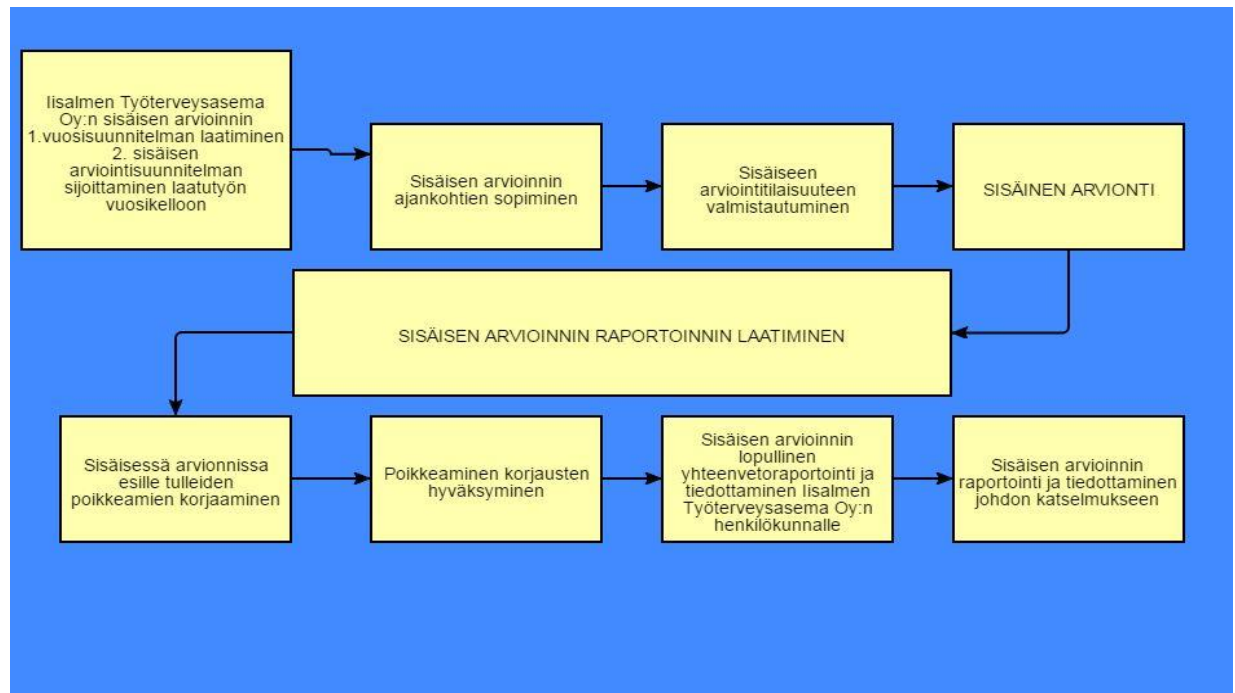 Iisalmen Työterveysasema
Oy:n sisäisen arvioinnin
1.vuosisuunnitelman laatiminen
2. sisäisen
arviointisuunnitelman
sijoittaminen laatutyön
vuosikelloon
Sisäisen arvioinnin
ajankohtien sopiminen
Sisäiseen
arviointitilaisuuteen
valmistautuminen
SISÄINEN ARVIONTI
SISÄISEN ARVIOINNIN RAPORTOINNIN LAATIMINEN
Sisäisessä arvionnissa
esille tulleiden
poikkeamien korjaaminen
Poikkeaminen korjausten
hyväksyminen
Sisäisen arvioinnin
lopullinen
yhteenvetoraportointi ja
tiedottaminen Iisalmen
Työterveysasema Oy:n
henkilökunnalle
Sisäisen arvioinnin
raportointi ja tiedottaminen
johdon katselmukseen